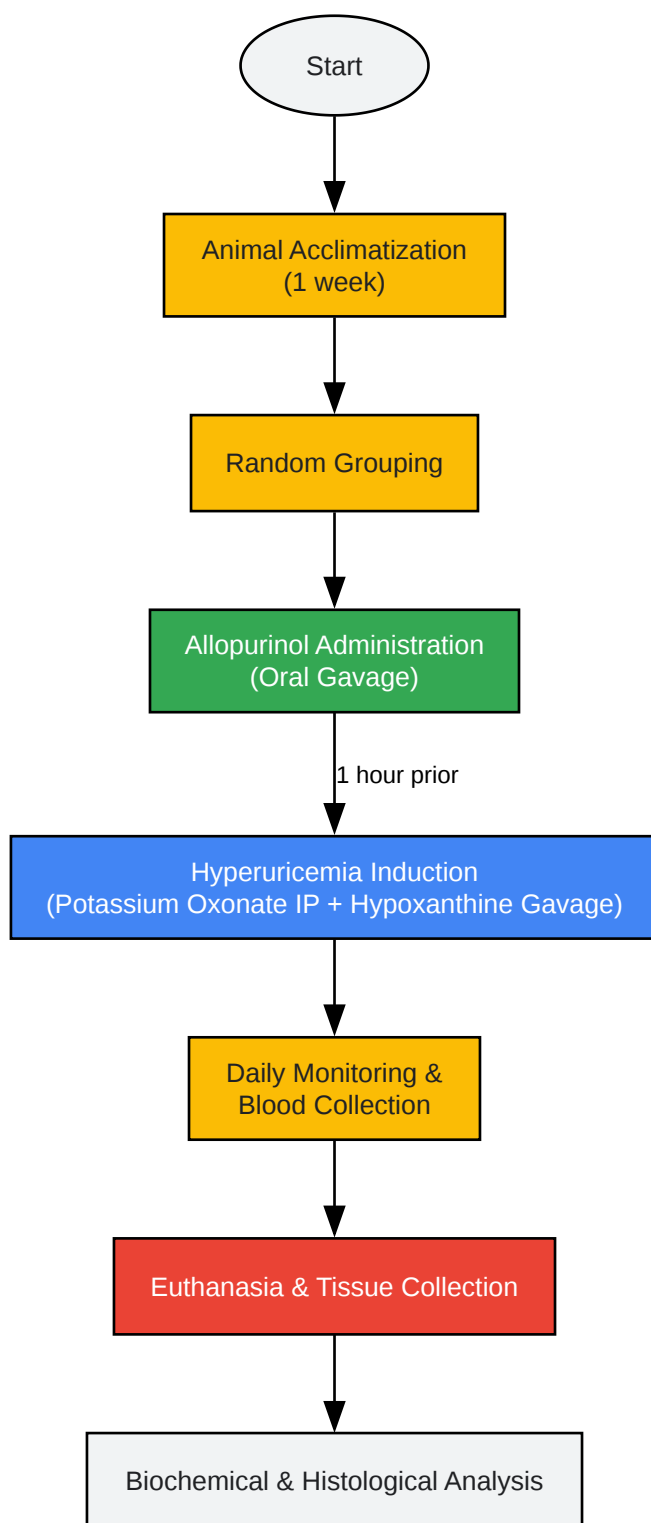 Start
Animal Acclimatization
(1 week)
Random Grouping
Allopurinol Administration
(Oral Gavage)
1 hour prior
Hyperuricemia Induction
(Potassium Oxonate IP + Hypoxanthine Gavage)
Daily Monitoring &
Blood Collection
Euthanasia & Tissue Collection
Biochemical & Histological Analysis